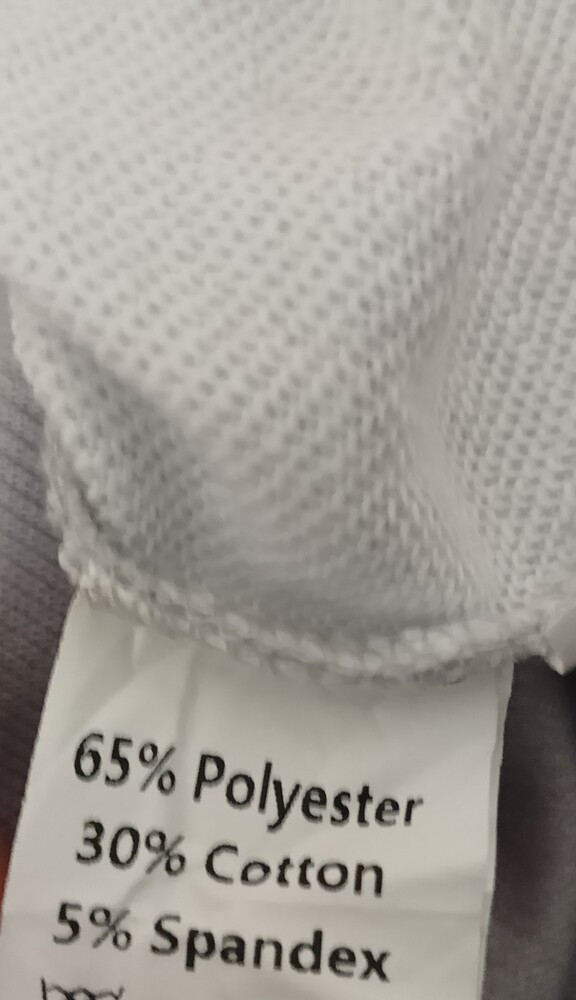 65% Polyester
30% Cotton
5% Spandex